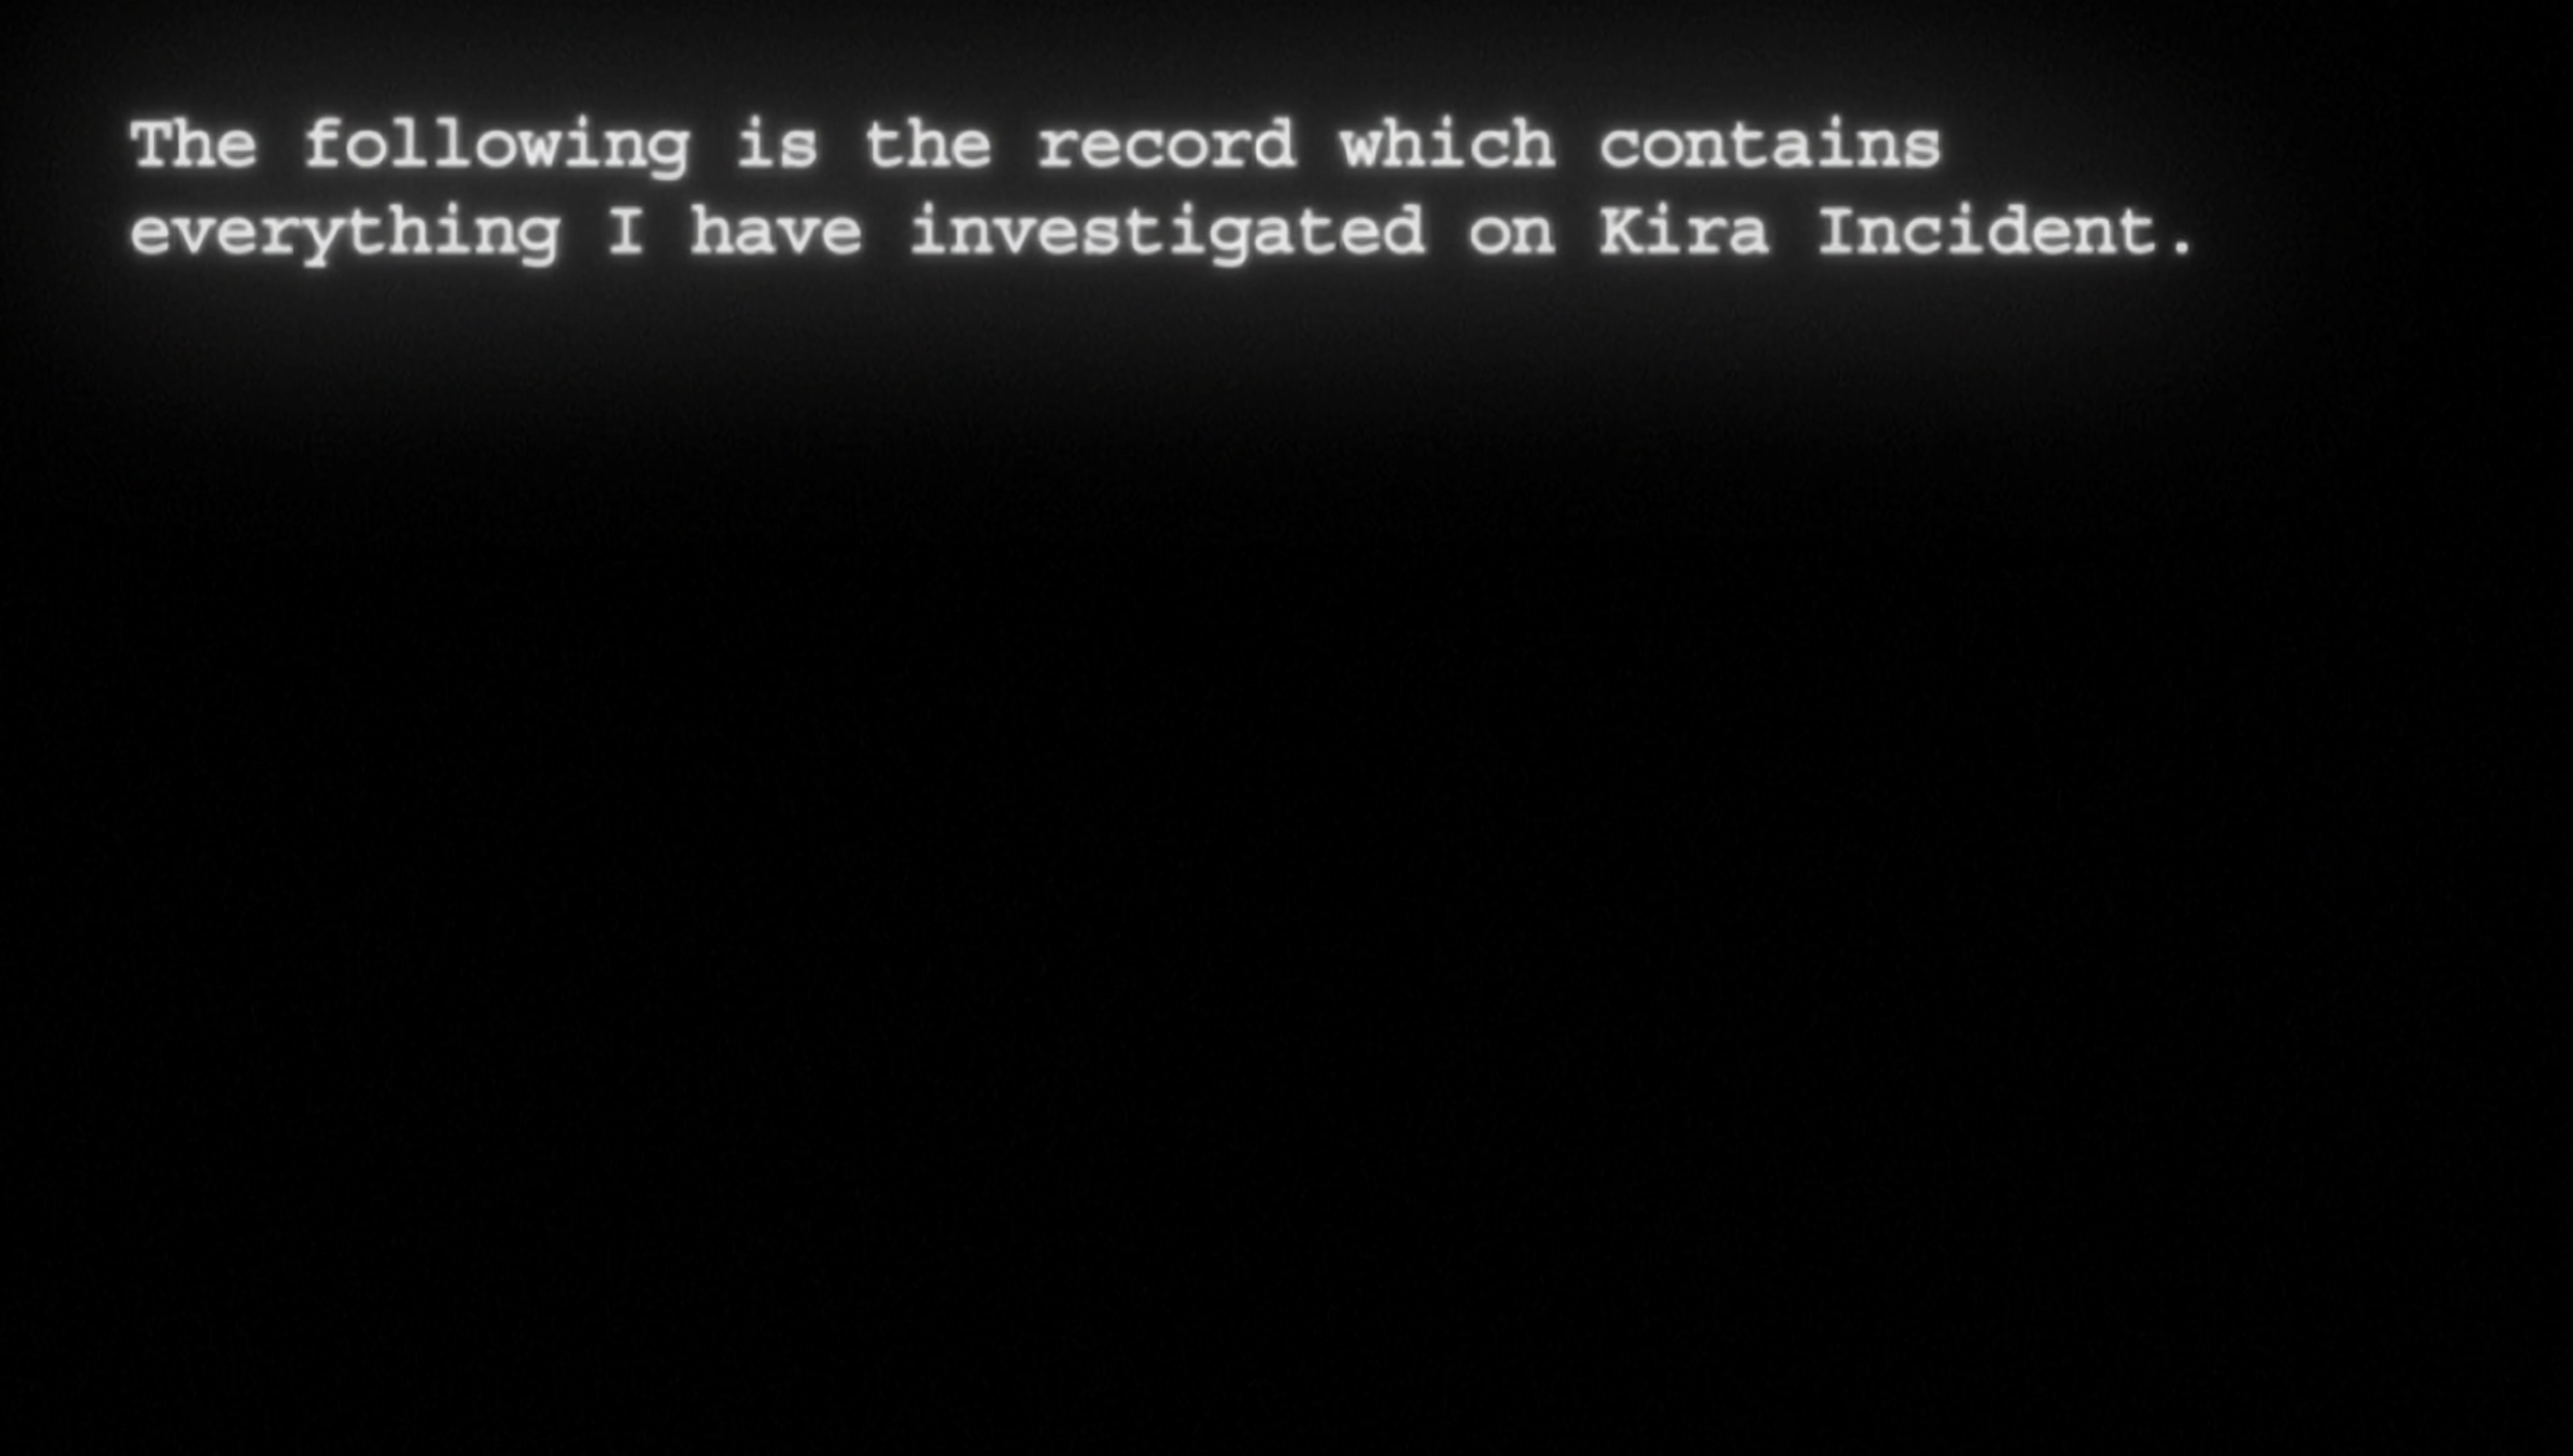 The following is the record which contains
everything I have investigated on Kira Incident.